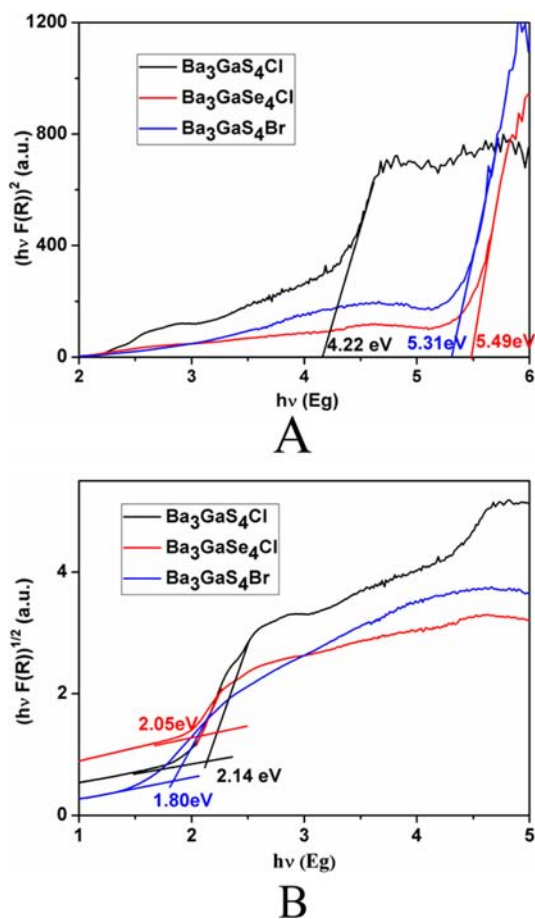 1200
800
400
0
(hν F(R))² (a.u.)
Ba₃GaS₄Cl
Ba₃GaSe₄Cl
Ba₃GaS₄Br
4.22 eV
5.31eV
5.49eV
2 3 4 5 6
hν (Eg)
A
4
2
0
(hν F(R))^1/2 (a.u.)
Ba₃GaS₄Cl
Ba₃GaSe₄Cl
Ba₃GaS₄Br
2.05eV
2.14 eV
1.80eV
1 2 3 4 5
hν (Eg)
B